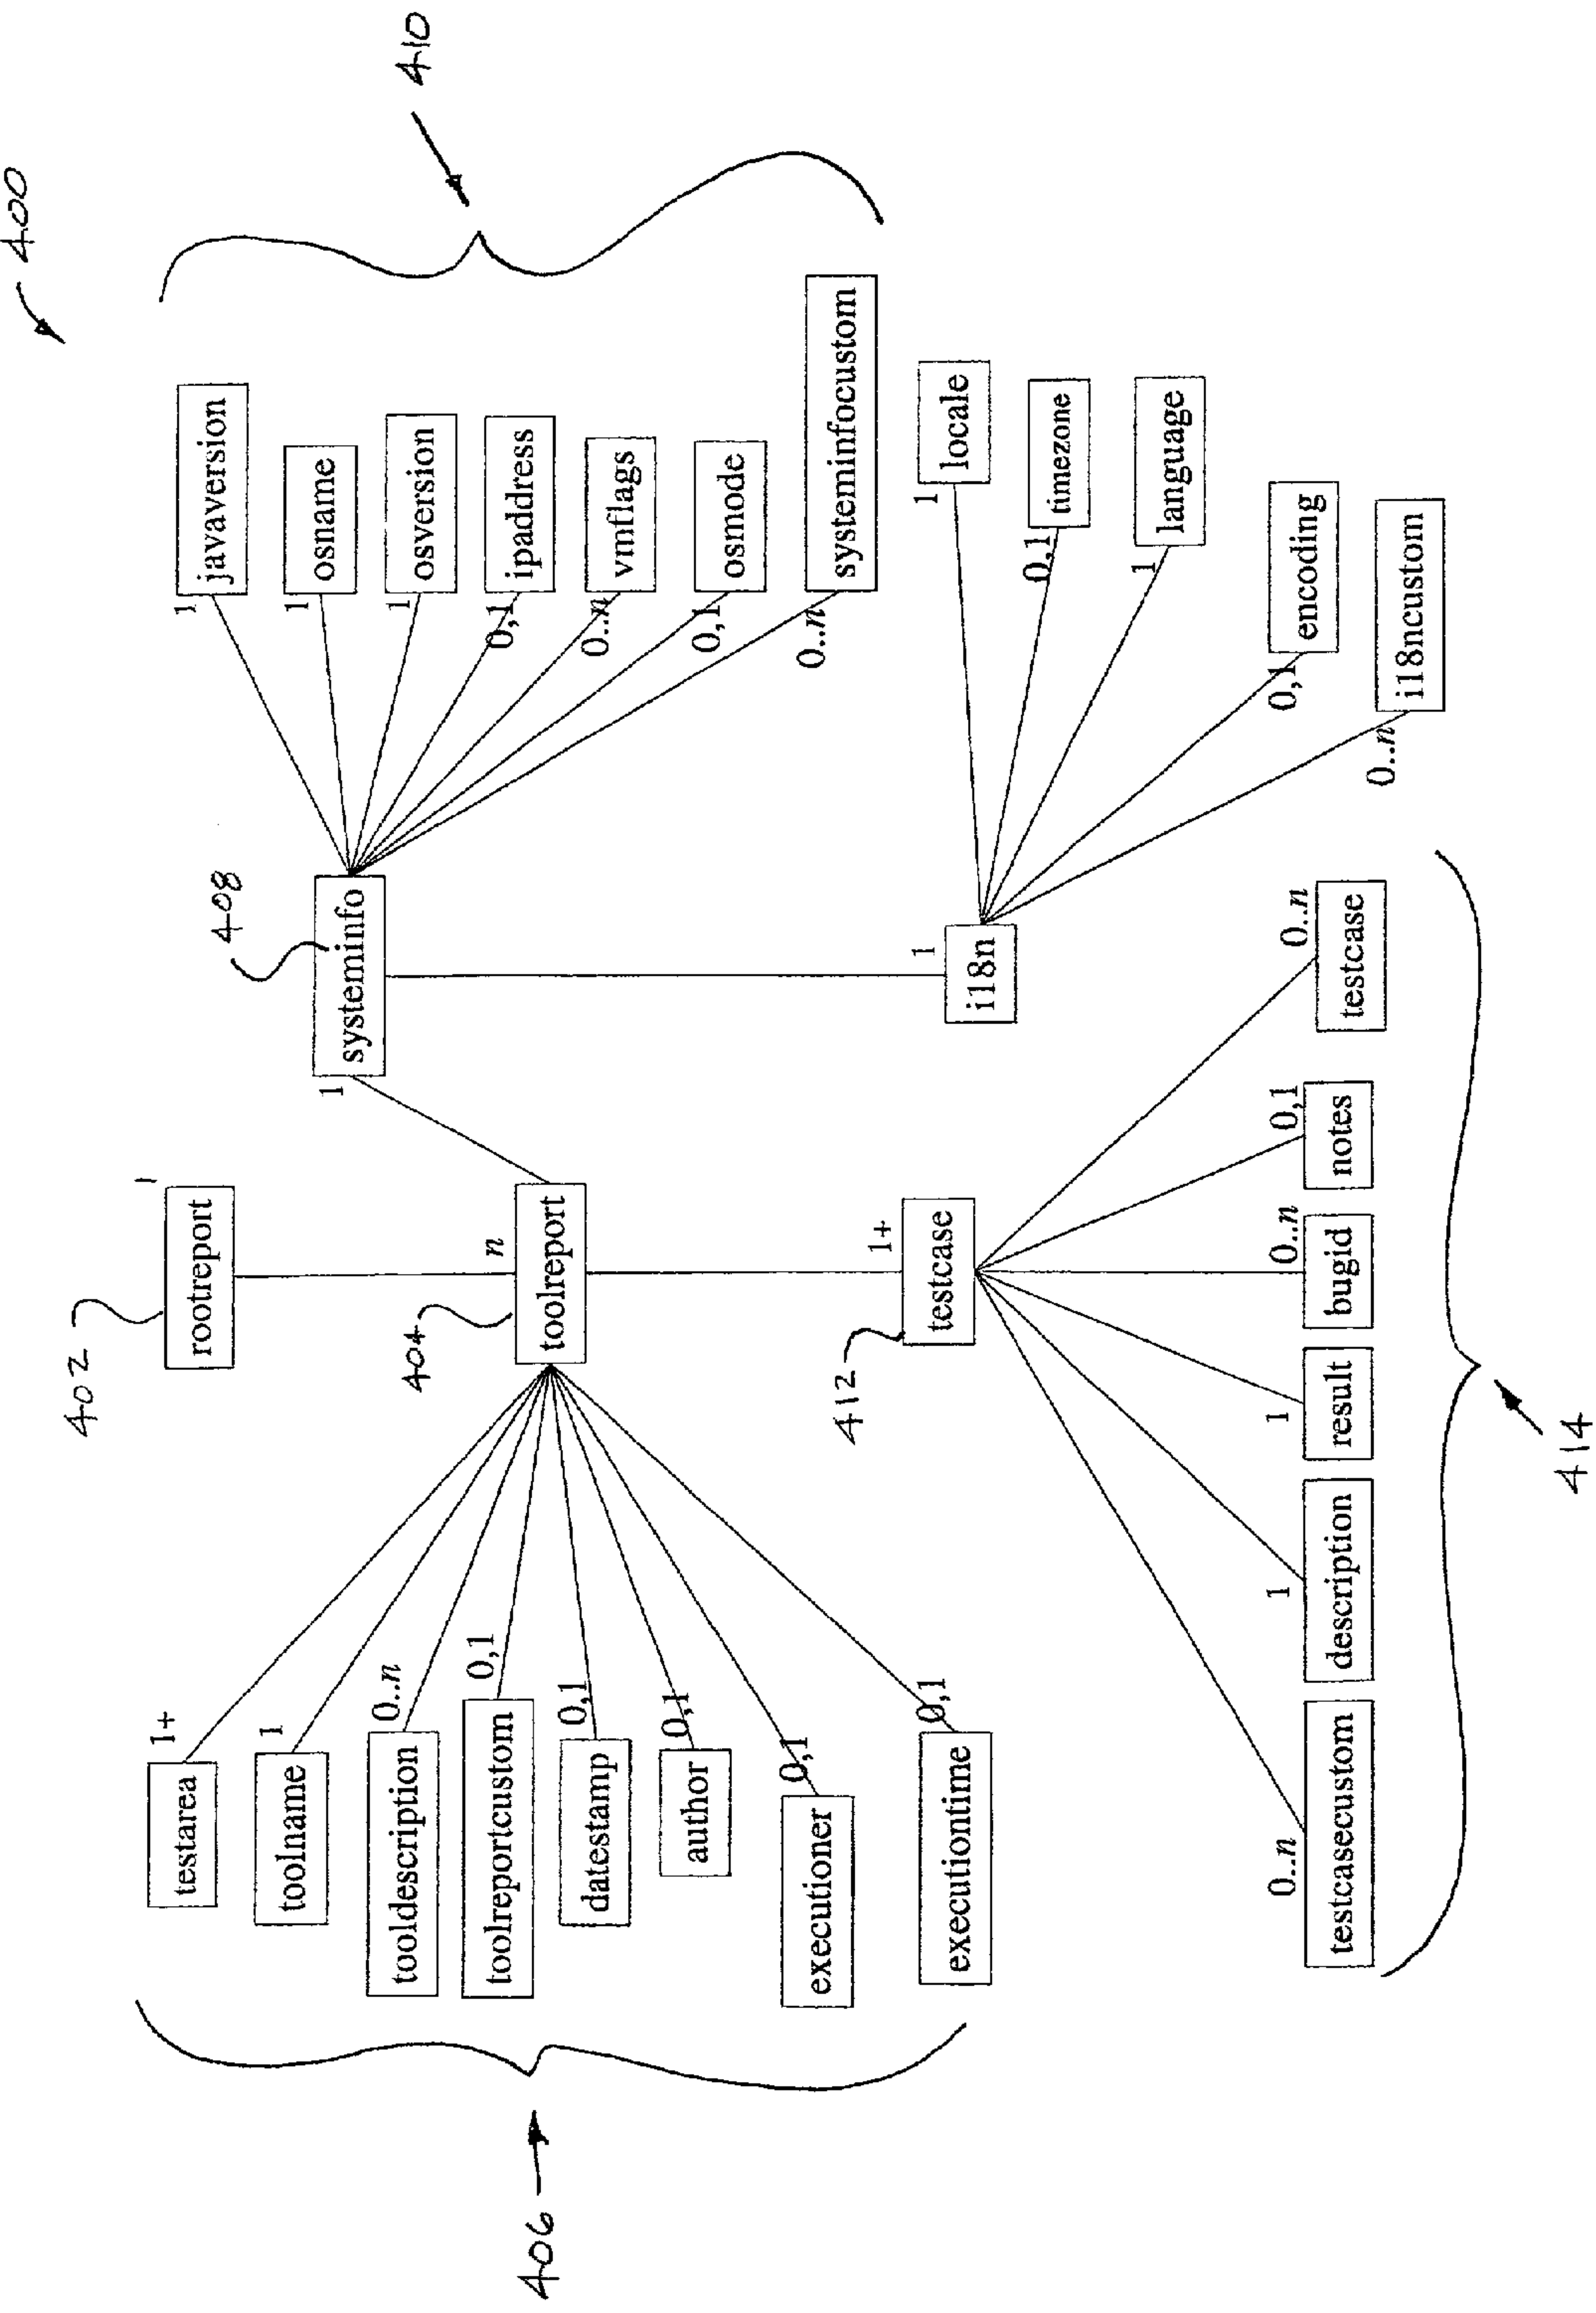 400
402
rootreport
1
404
toolreport
n
406
testarea
1+
toolname
1
tooldescription
0..n
toolreportcustom
0,1
datestamp
0,1
author
0,1
executioner
0,1
executiontime
0,1
408
systeminfo
1
410
javaversion
1
osname
1
osversion
1
ipaddress
0,1
vmflags
0..n
osmode
0,1
systeminfocustom
0..n
i18n
1
locale
1
timezone
0,1
language
1
encoding
0,1
i18ncustom
0..n
412
testcase
1+
testcasecustom
0..n
description
1
result
1
bugid
0..n
notes
0,1
testcase
0..n
414